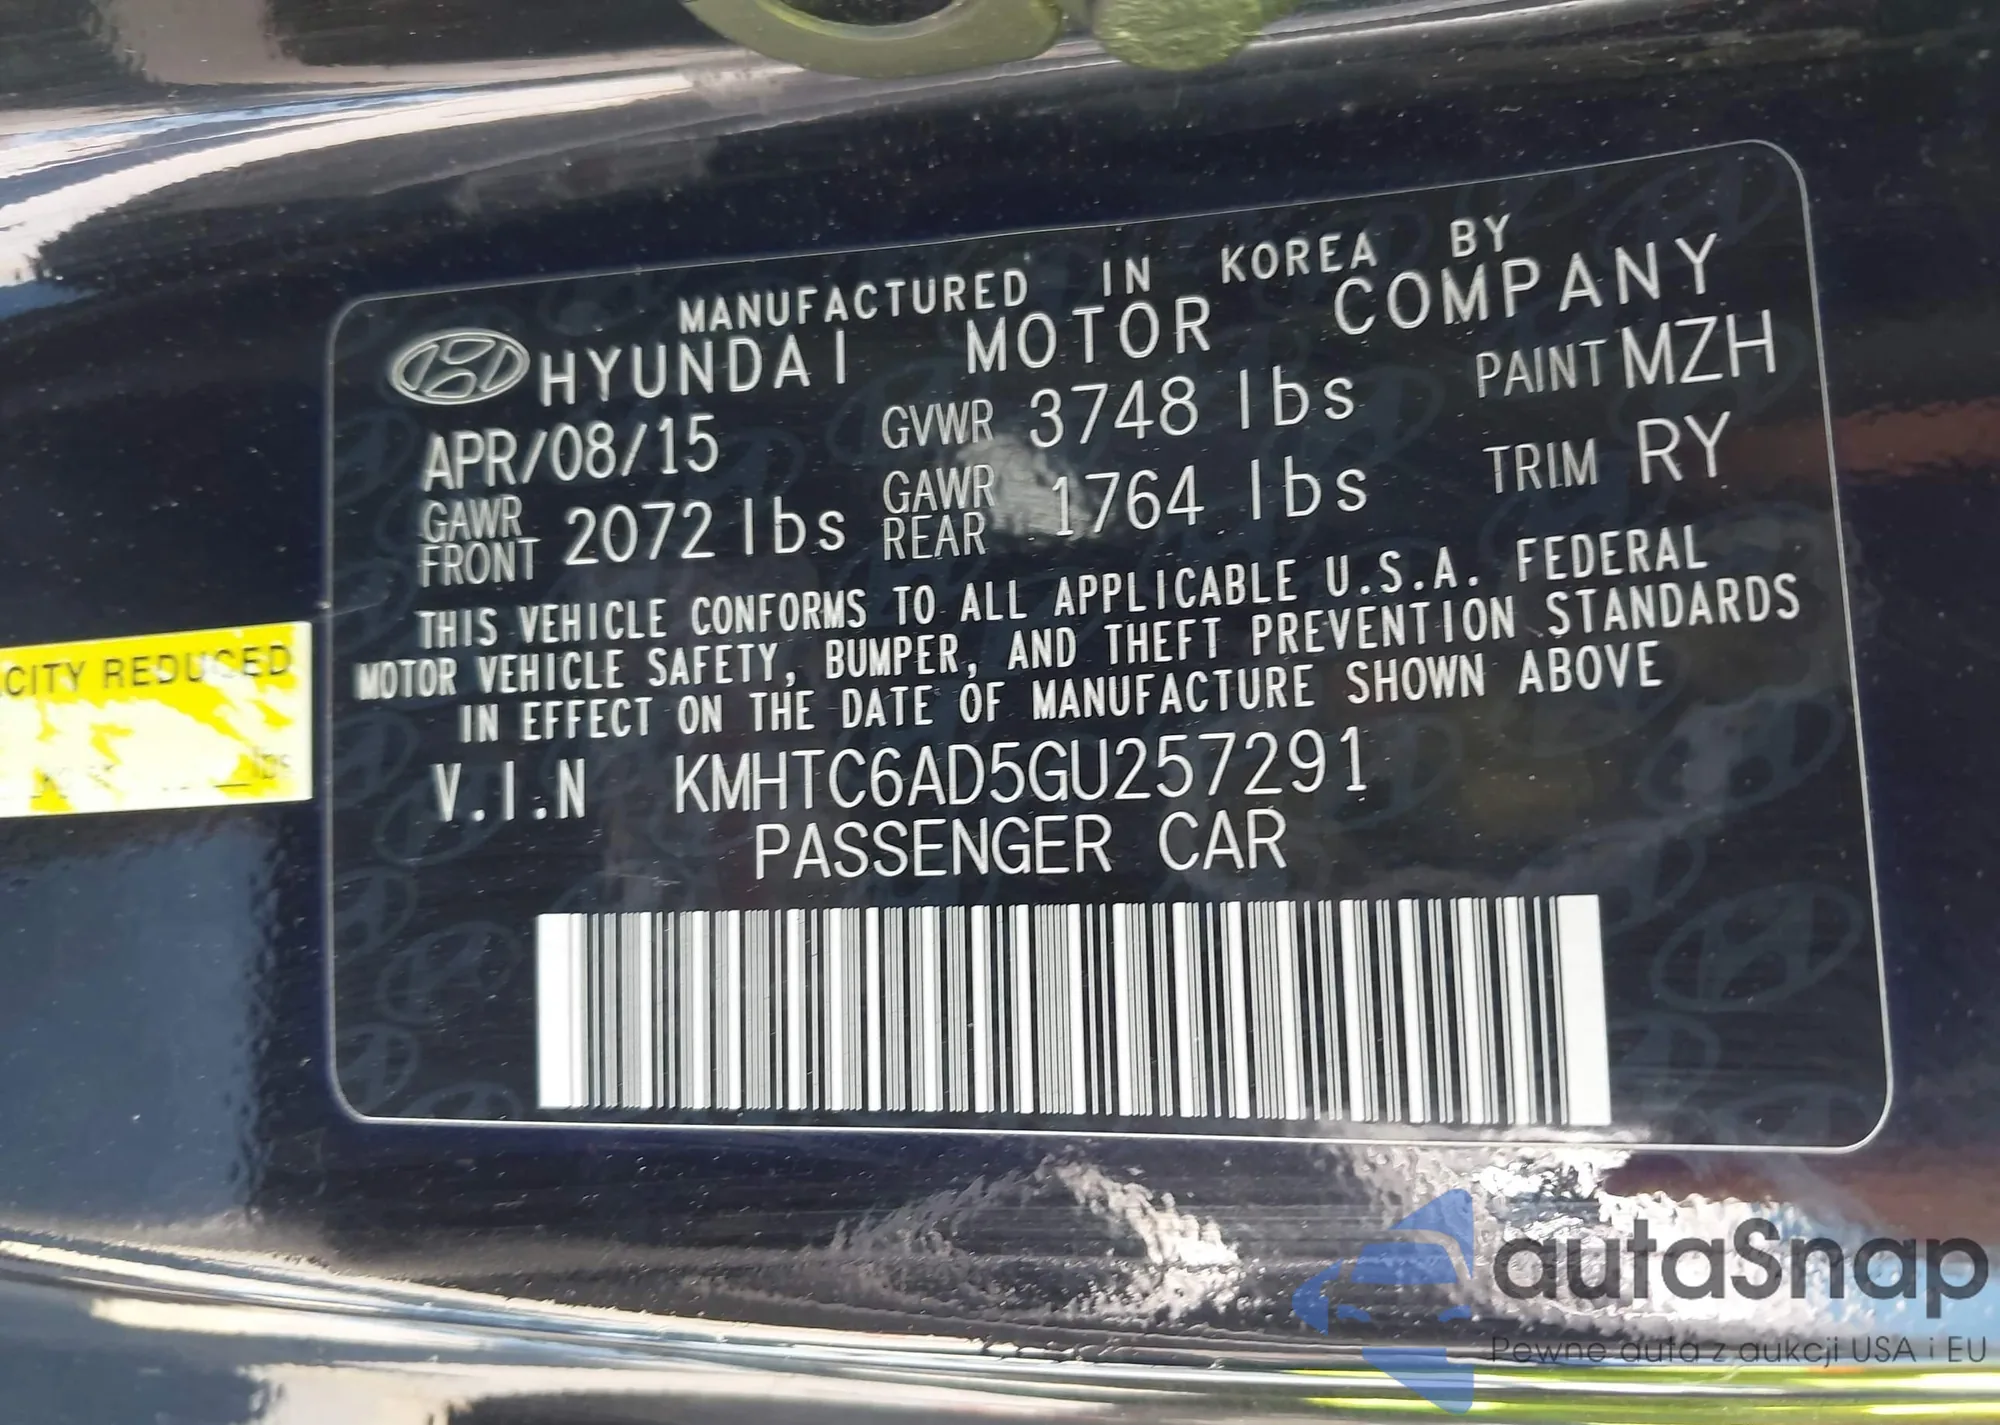 MANUFACTURED IN KOREA BY
HYUNDAI MOTOR COMPANY
APR/08/15 GVWR 3748 lbs PAINT MZH
GAWR FRONT 2072 lbs GAWR REAR 1764 lbs TRIM RY
THIS VEHICLE CONFORMS TO ALL APPLICABLE U.S.A. FEDERAL
MOTOR VEHICLE SAFETY, BUMPER, AND THEFT PREVENTION STANDARDS
IN EFFECT ON THE DATE OF MANUFACTURE SHOWN ABOVE
V.I.N KMHTC6AD5GU257291
PASSENGER CAR
CITY REDUCED
lbs
autaSnap
Pewne auta z aukcji USA i EU